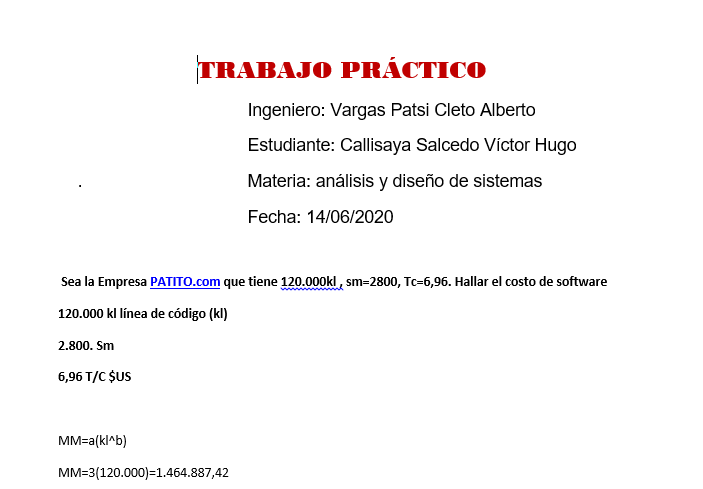 TRABAJO PRÁCTICO
Ingeniero: Vargas Patsi Cleto Alberto
Estudiante: Callisaya Salcedo Víctor Hugo
. Materia: análisis y diseño de sistemas
Fecha: 14/06/2020
Sea la Empresa PATITO.com que tiene 120.000kl , sm=2800, Tc=6,96. Hallar el costo de software
120.000 kl línea de código (kl)
2.800. Sm
6,96 T/C $US
MM=a(kl^b)
MM=3(120.000)=1.464.887,42